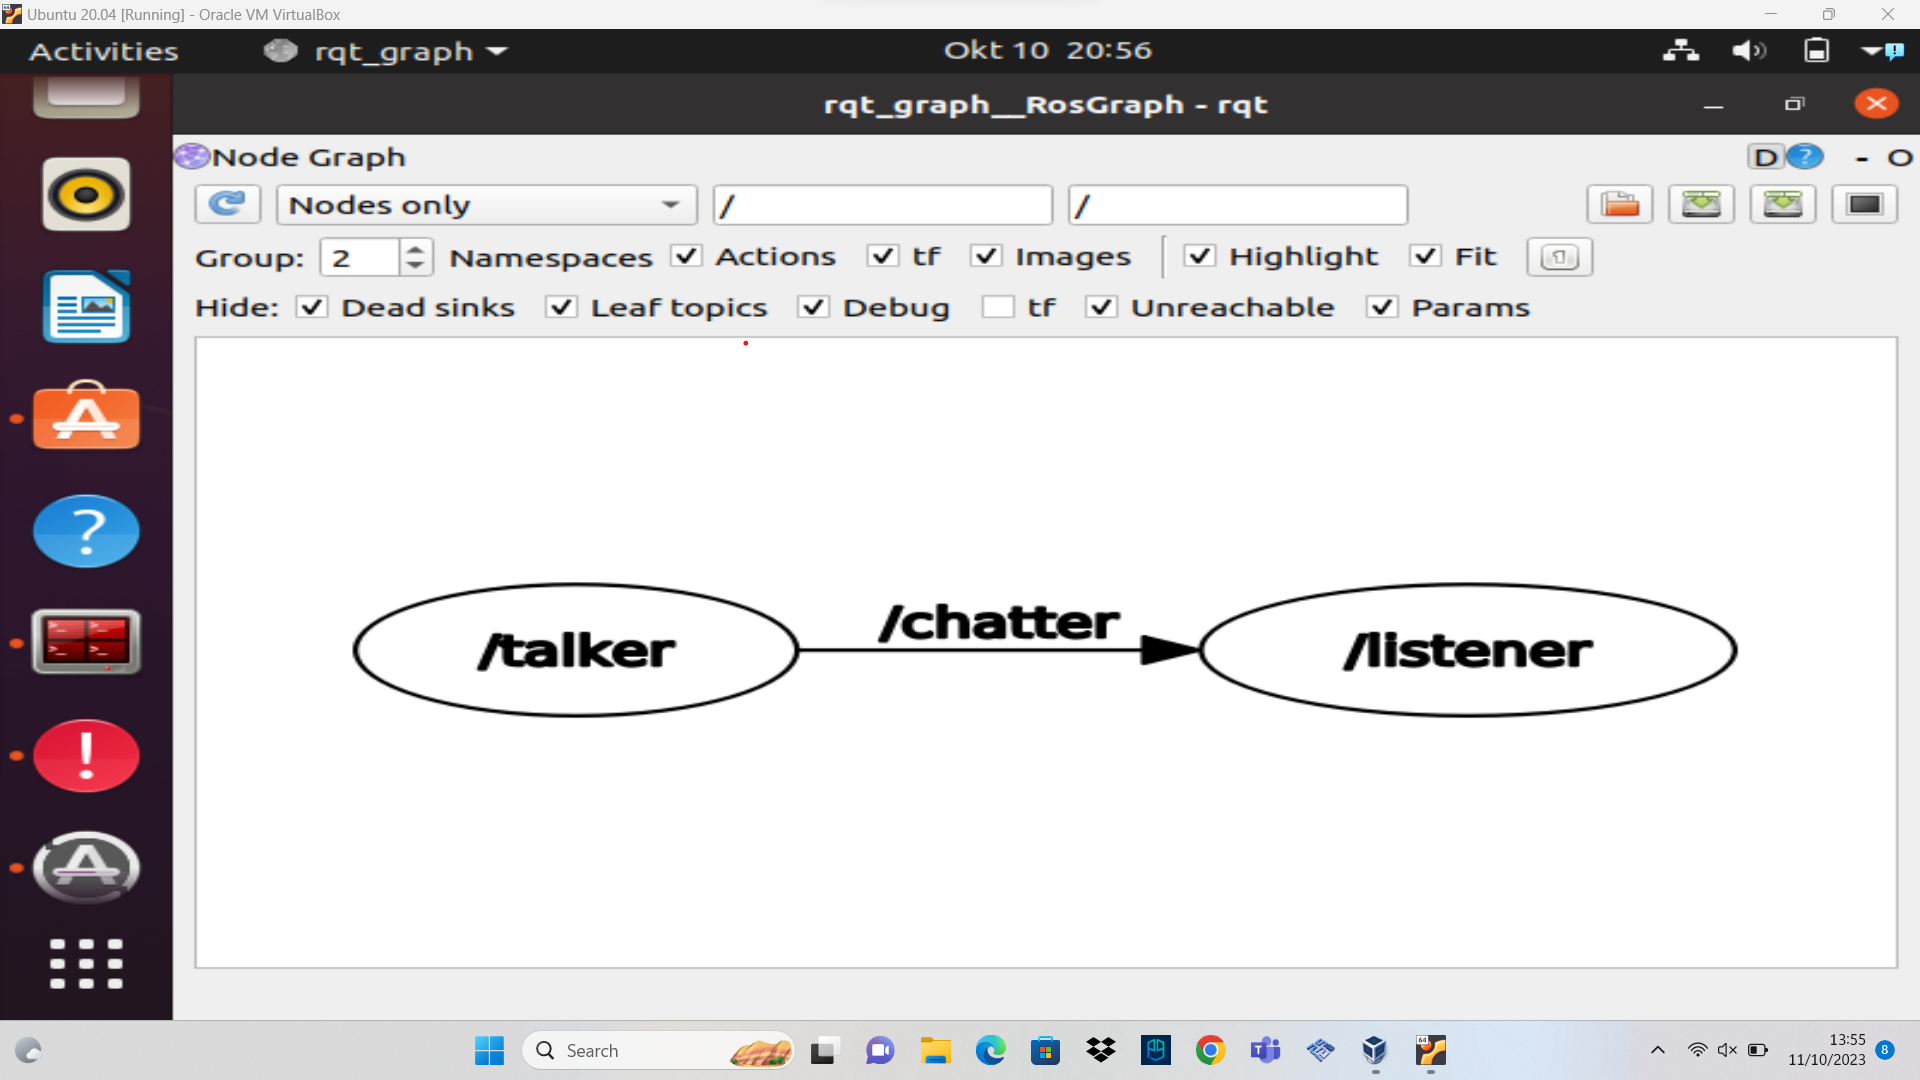 Ubuntu 20.04 [Running] - Oracle VM VirtualBox
Activities rqt_graph Okt 10 20:56
rqt_graph__RosGraph - rqt
Node Graph D ? - O
Nodes only / /
Group: 2 Namespaces Actions tf Images Highlight Fit
Hide: Dead sinks Leaf topics Debug tf Unreachable Params
/talker /chatter /listener
Search
13:55
11/10/2023 8